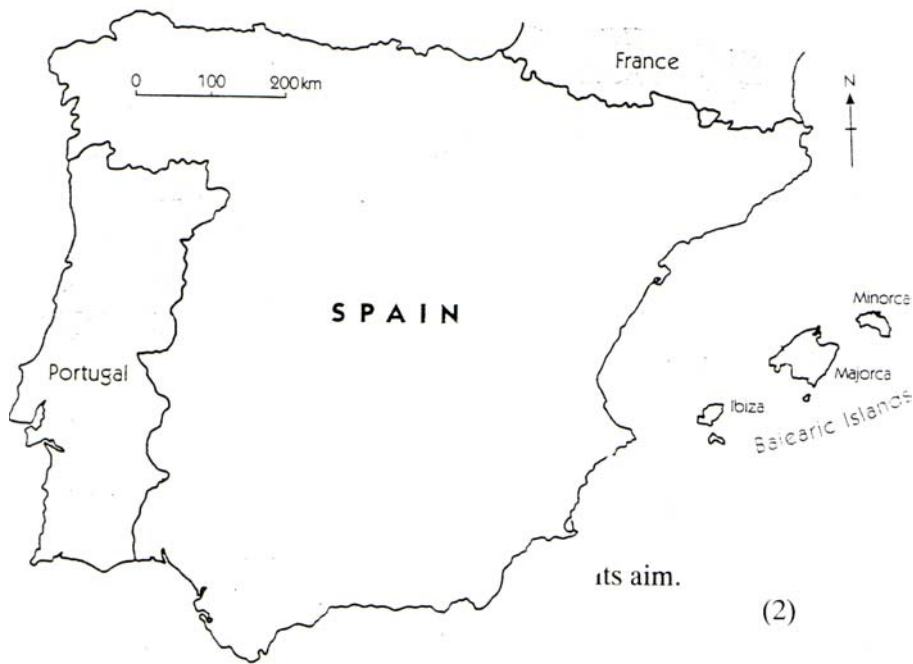 France
0 100 200km
N
SPAIN
Minorca
Portugal
Majorca
Ibiza
Balearic Islands
its aim.
(2)